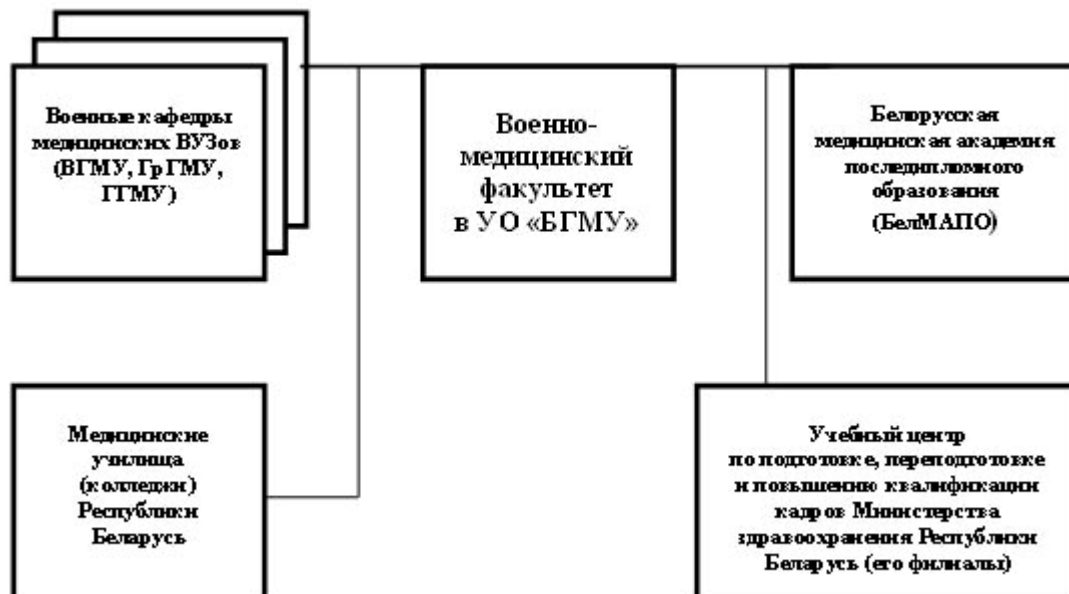 Военные кафедры
медицинских ВУЗов
(ВГМУ, ГрГМУ,
ГГМУ)
Военно-
медицинский
факультет
в УО «БГМУ»
Белорусская
медицинская академия
последипломного
образования
(БелМАПО)
Медицинские
училища
(колледжи)
Республики
Беларусь
Учебный центр
по подготовке, переподготовке
и повышению квалификации
кадров Министерства
здравоохранения Республики
Беларусь (его филиалы)